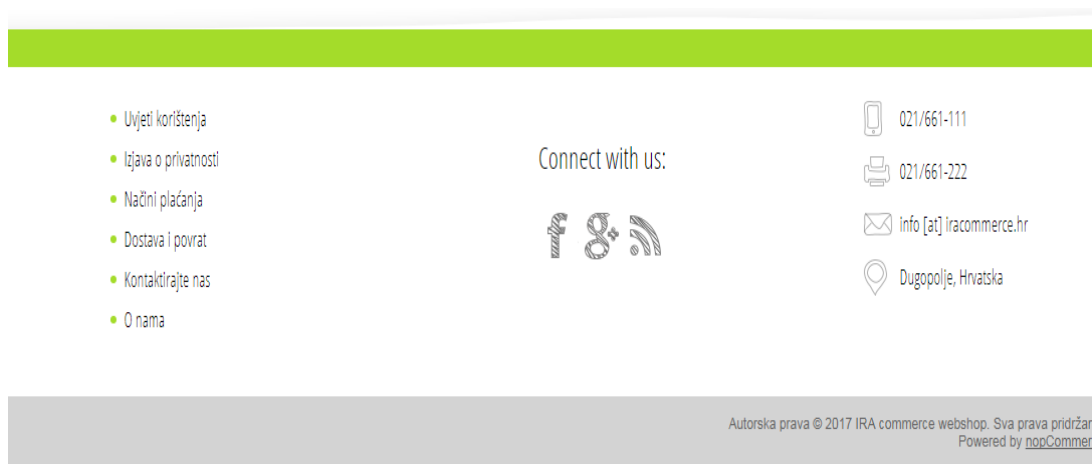 Uvjeti korištenja
Izjava o privatnosti
Načini plaćanja
Dostava i povrat
Kontaktirajte nas
O nama
Connect with us:
021/661-111
021/661-222
info [at] iracommerce.hr
Dugopolje, Hrvatska
Autorska prava © 2017 IRA commerce webshop. Sva prava
Powered by